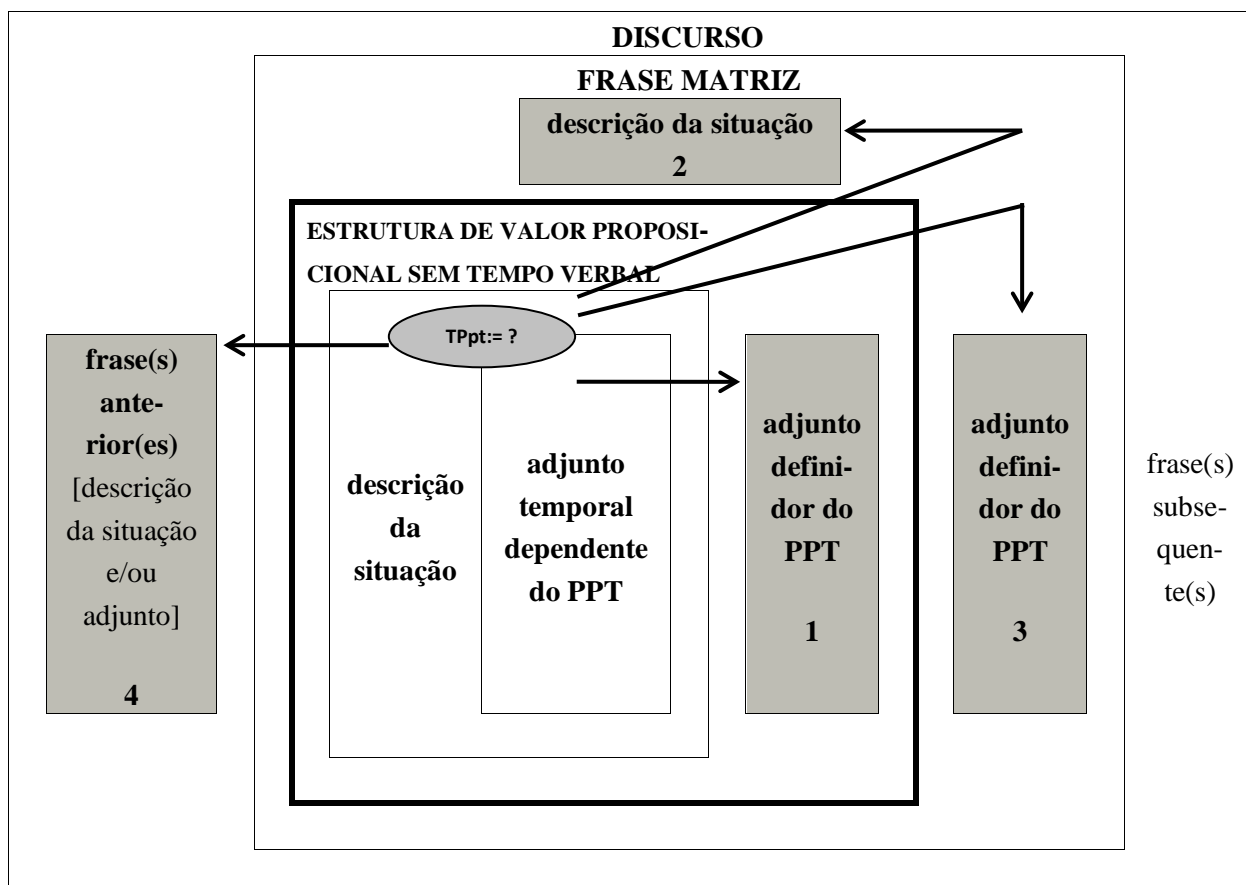 DISCURSO
FRASE MATRIZ
descrição da situação
2
ESTRUTURA DE VALOR PROPOSI-
CIONAL SEM TEMPO VERBAL
TPpt:= ?
frase(s)
ante-
rior(es)
[descrição
da situação
e/ou
adjunto]
4
descrição
da
situação
adjunto
temporal
dependente
do PPT
adjunto
defini-
dor do
PPT
1
adjunto
defini-
dor do
PPT
3
frase(s)
subse-
quen-
te(s)